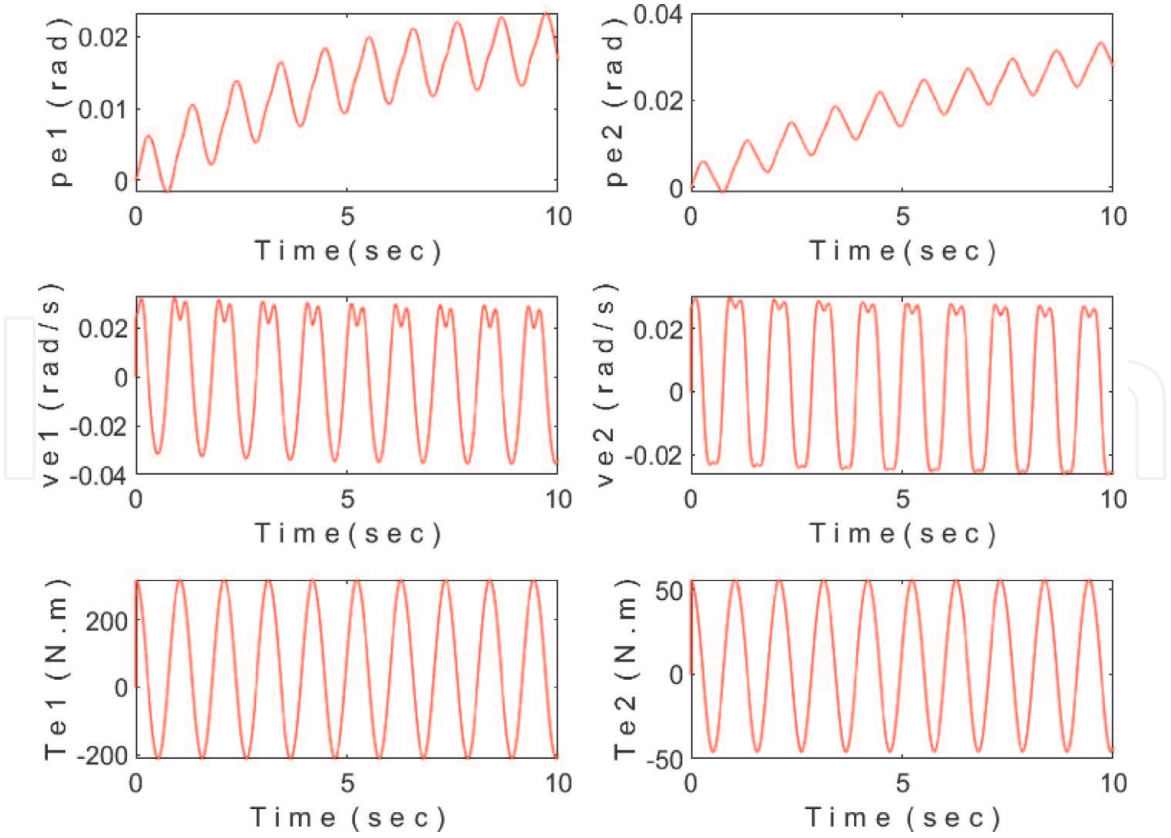 pe1 (rad)
0.02
0.01
0
0 5 10
Time(sec)
pe2 (rad)
0.04
0.02
0
0 5 10
Time(sec)
ve1 (rad/s)
0.02
0
-0.02
-0.04
0 5 10
Time(sec)
ve2 (rad/s)
0.02
0
-0.02
0 5 10
Time(sec)
Te1 (N.m)
200
0
-200
0 5 10
Time (sec)
Te2 (N.m)
50
0
-50
0 5 10
Time (sec)